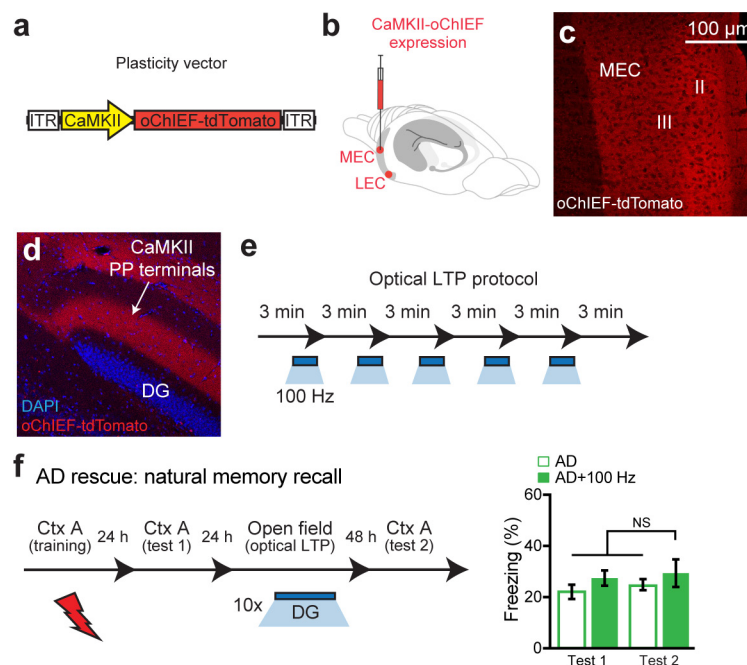 a
Plasticity vector
ITR CaMKII oChIEF-tdTomato ITR
b
CaMKII-oChIEF
expression
MEC
LEC
c
100 µm
MEC
II
III
oChIEF-tdTomato
d
CaMKII
PP terminals
DG
DAPI
oChIEF-tdTomato
e
Optical LTP protocol
3 min 3 min 3 min 3 min 3 min 3 min
100 Hz
f AD rescue: natural memory recall
Ctx A
(training)
24 h
Ctx A
(test 1)
24 h
Open field
(optical LTP)
48 h
Ctx A
(test 2)
10x
DG
AD
AD+100 Hz
Freezing (%)
60
40
20
0
NS
Test 1 Test 2